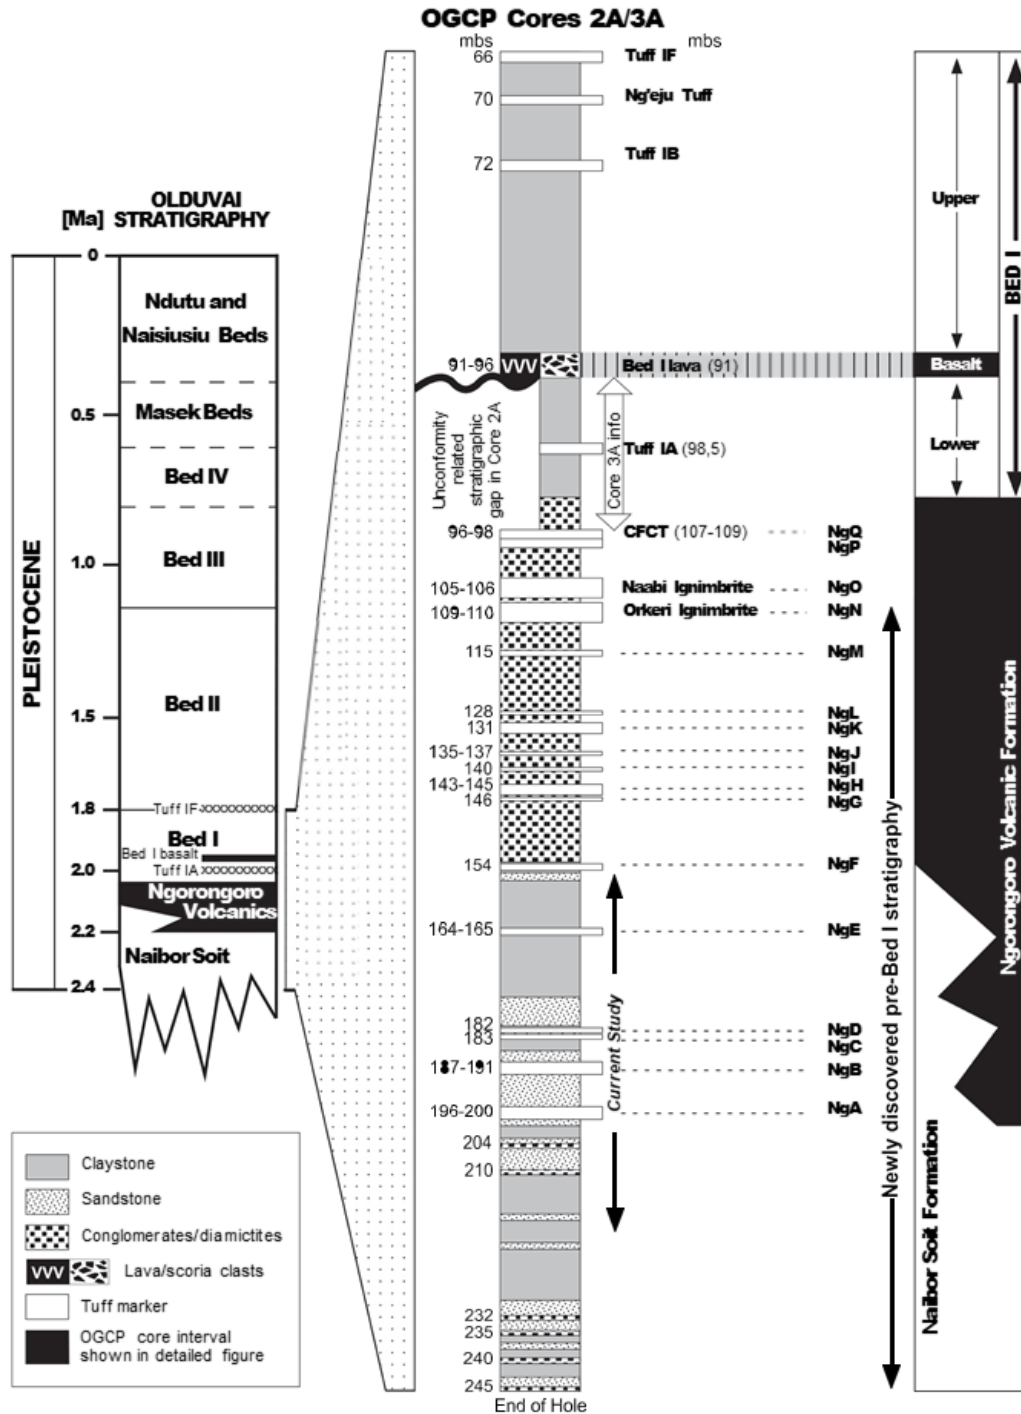 OGCP Cores 2A/3A
mbs
mbs
66
Tuff IF
70
Ng'eju Tuff
72
Tuff IB
Upper
BED I
91-96
VVV
Bed I lava (91)
Basalt
Unconformity
related
stratigraphic
gap in Core 2A
Core 3A info
Tuff IA (98,5)
Lower
96-98
CFCT (107-109)
NgQ
NgP
105-106
Naabi Ignimbrite
NgO
109-110
Orkeri Ignimbrite
NgN
115
NgM
128
NgL
131
NgK
135-137
NgJ
140
NgI
143-145
NgH
146
NgG
154
NgF
164-165
NgE
182
NgD
183
NgC
187-191
NgB
196-200
NgA
204
210
232
235
240
245
End of Hole
Current Study
Newly discovered pre-Bed I stratigraphy
Ngorongoro Volcanic Formation
Naibor Soit Formation
OLDUVAI
[Ma] STRATIGRAPHY
PLEISTOCENE
0
Ndutu and
Naisiusiu Beds
0.5
Masek Beds
Bed IV
1.0
Bed III
1.5
Bed II
1.8
Tuff IF
Bed I
Bed I basalt
2.0
Tuff IA
Ngorongoro
Volcanics
2.2
Naibor Soit
2.4
Claystone
Sandstone
Conglomerates/diamictites
VVV
Lava/scoria clasts
Tuff marker
OGCP core interval
shown in detailed figure